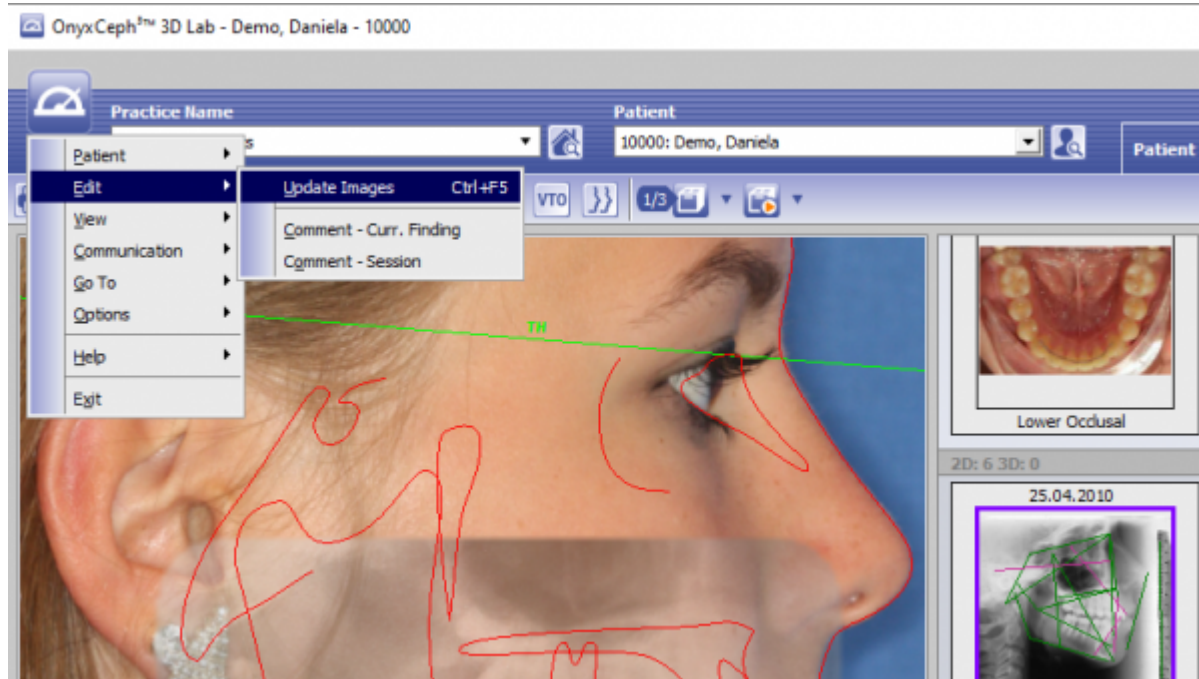 OnyxCeph³™ 3D Lab - Demo, Daniela - 10000
Practice Name
Patient
s
10000: Demo, Daniela
Patient
Patient
Edit
Update Images Ctrl+F5
VTO
1/3
View
Comment - Curr. Finding
Communication
Comment - Session
Go To
Options
Help
Exit
TH
Lower Occlusal
2D: 6 3D: 0
25.04.2010